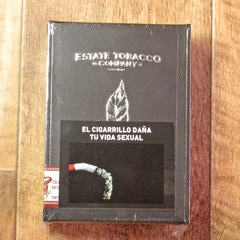 ESTATE TOBACCO
COMPANY
EL CIGARRILLO DAÑA
TU VIDA SEXUAL